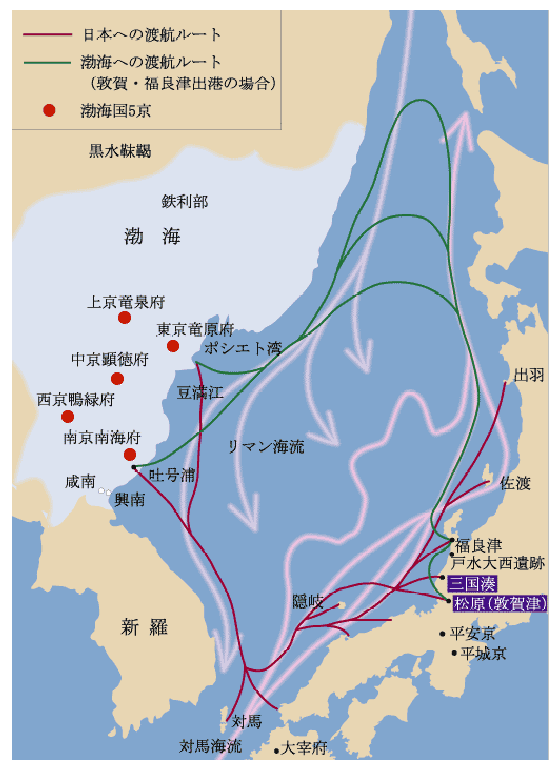 日本への渡航ルート
渤海への渡航ルート
(敦賀・福良津出港の場合)
渤海国5京
黒水靺鞨
鉄利部
渤 海
上京竜泉府
東京竜原府
ポシエト湾
中京顕徳府
出羽
豆満江
西京鴨緑府
南京南海府
リマン海流
吐号浦
咸南
佐渡
興南
福良津
戸水大西遺跡
三国湊
隠岐
松原(敦賀津)
新 羅
平安京
平城京
対馬
対馬海流
大宰府